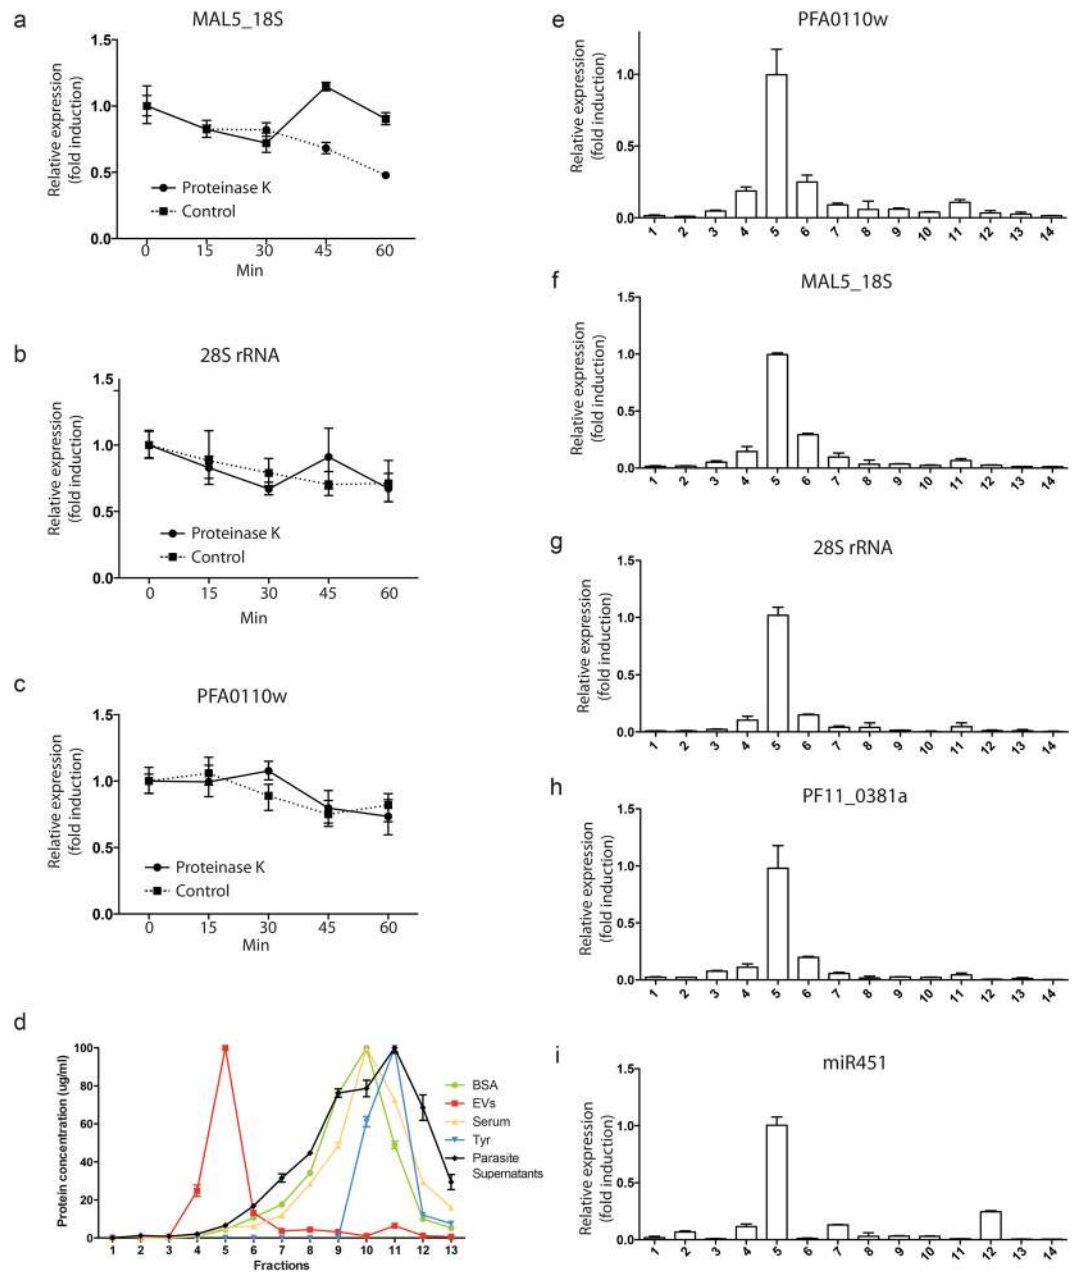 a
MAL5_18S
Relative expression
(fold induction)
1.5
1.0
0.5
0.0
Proteinase K
Control
0 15 30 45 60
Min
b
28S rRNA
Relative expression
(fold induction)
1.5
1.0
0.5
0.0
Proteinase K
Control
0 15 30 45 60
Min
c
PFA0110w
Relative expression
(fold induction)
1.5
1.0
0.5
0.0
Proteinase K
Control
0 15 30 45 60
Min
d
Protein concentration (ug/ml)
100
80
60
40
20
0
1 2 3 4 5 6 7 8 9 10 11 12 13
Fractions
BSA
EVs
Serum
Tyr
Parasite
Supernatants
e
PFA0110w
Relative expression
(fold induction)
1.0
0.5
0.0
1 2 3 4 5 6 7 8 9 10 11 12 13 14
f
MAL5_18S
Relative expression
(fold induction)
1.5
1.0
0.5
0.0
1 2 3 4 5 6 7 8 9 10 11 12 13 14
g
28S rRNA
Relative expression
(fold induction)
1.5
1.0
0.5
0.0
1 2 3 4 5 6 7 8 9 10 11 12 13 14
h
PF11_0381a
Relative expression
(fold induction)
1.5
1.0
0.5
0.0
1 2 3 4 5 6 7 8 9 10 11 12 13 14
i
miR451
Relative expression
(fold induction)
1.5
1.0
0.5
0.0
1 2 3 4 5 6 7 8 9 10 11 12 13 14